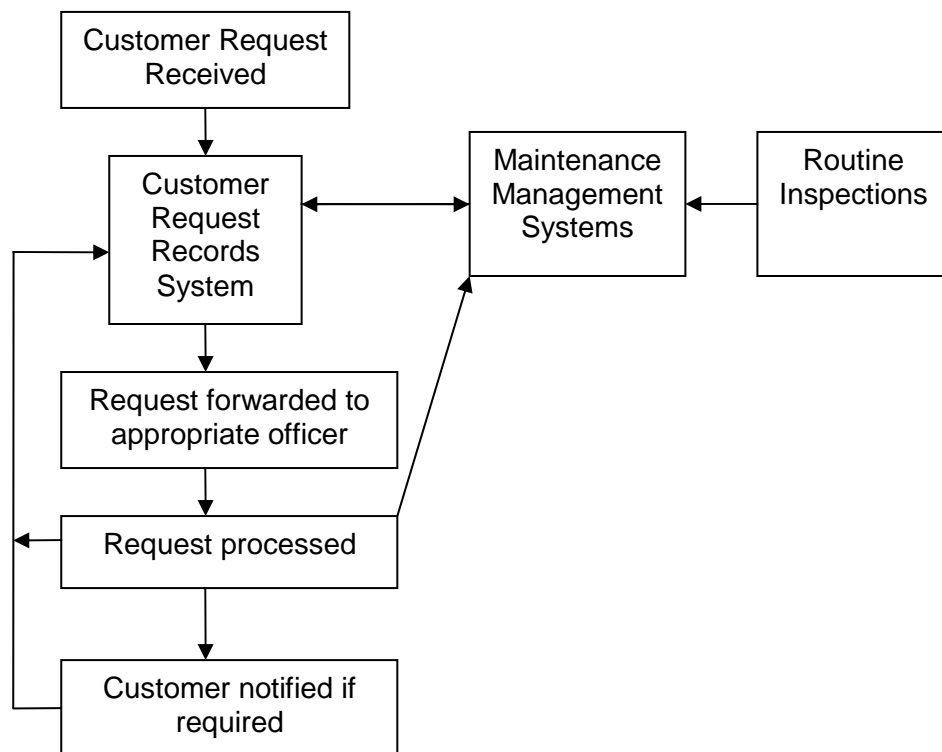 Customer Request
Received
Customer
Request
Records
System
Maintenance
Management
Systems
Routine
Inspections
Request forwarded to
appropriate officer
Request processed
Customer notified if
required